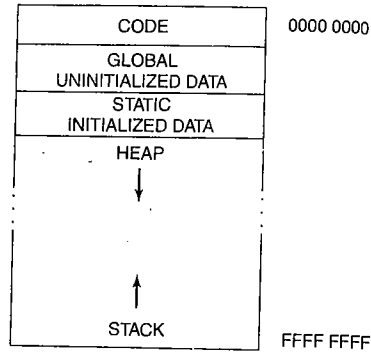 CODE 0000 0000
GLOBAL
UNINITIALIZED DATA
STATIC
INITIALIZED DATA
HEAP
STACK
FFFF FFFF